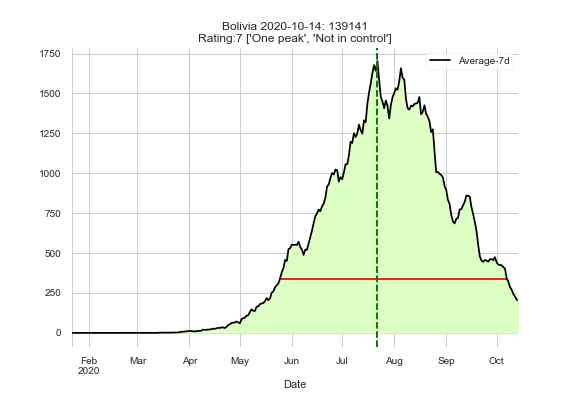 Bolivia 2020-10-14: 139141
Rating:7 ['One peak', 'Not in control']
Average-7d
1750
1500
1250
1000
750
500
250
0
Feb Mar Apr May Jun Jul Aug Sep Oct
2020
Date